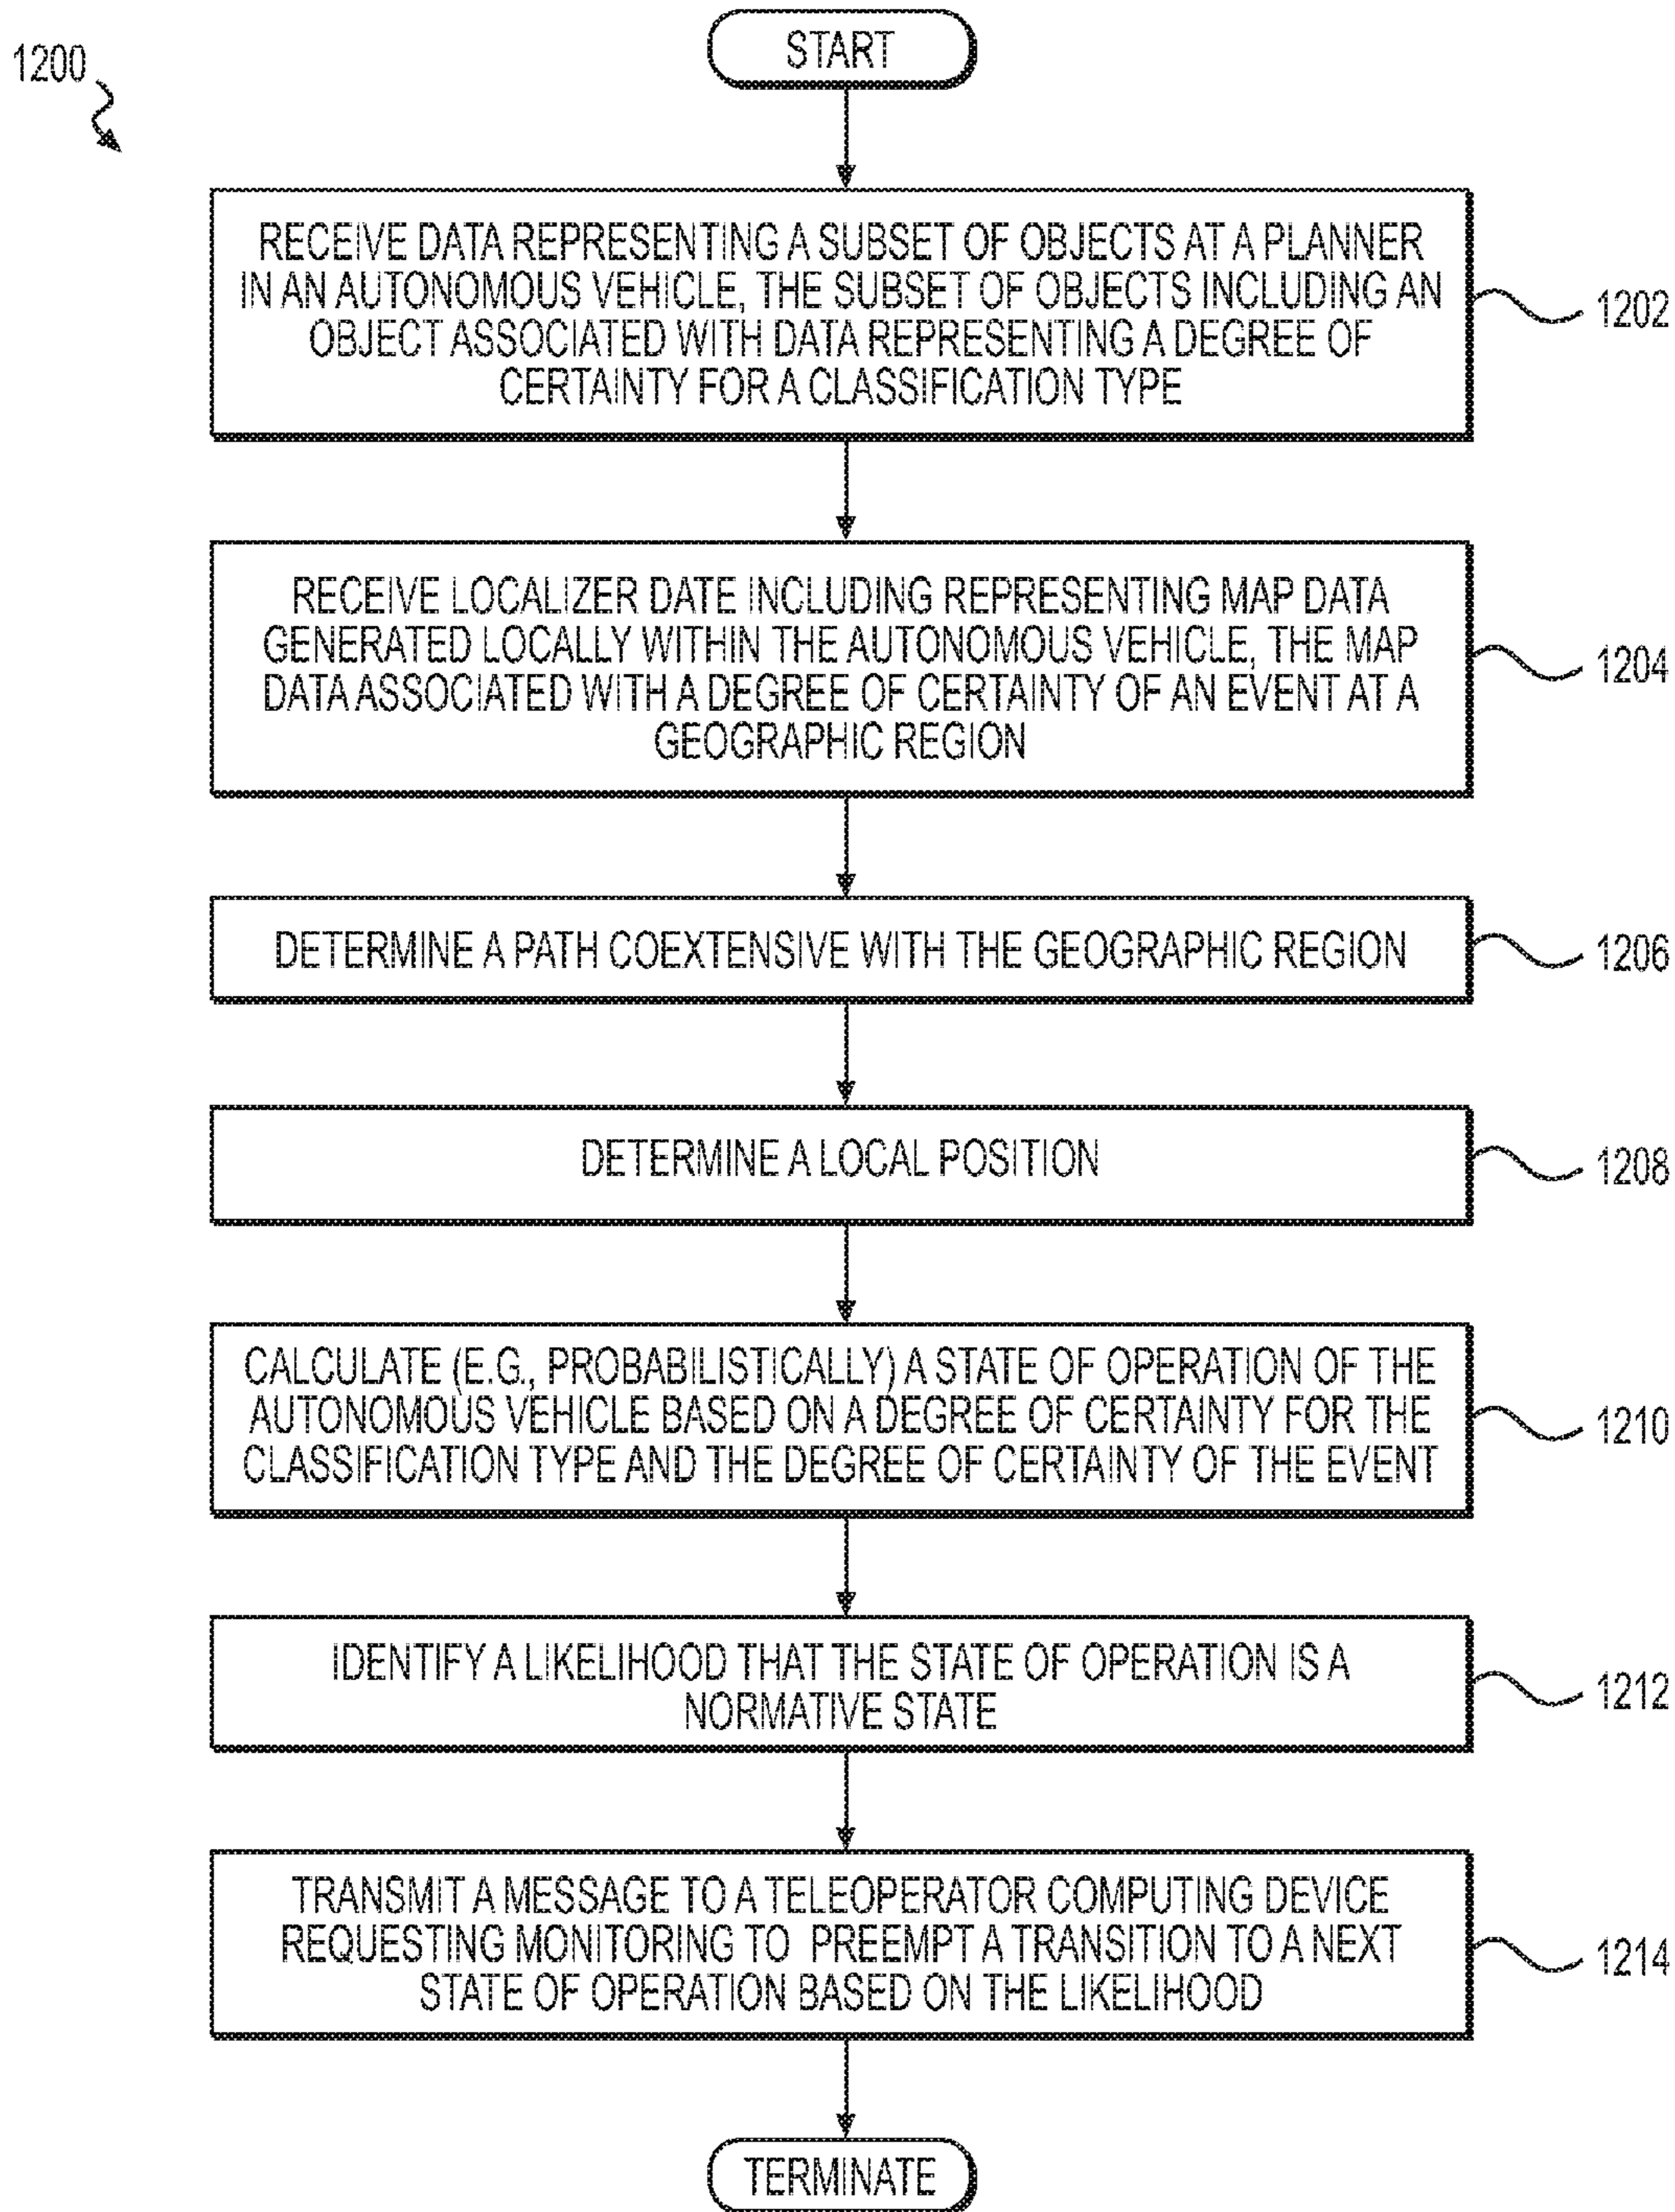 1200
START
RECEIVE DATA REPRESENTING A SUBSET OF OBJECTS AT A PLANNER
IN AN AUTONOMOUS VEHICLE, THE SUBSET OF OBJECTS INCLUDING AN
OBJECT ASSOCIATED WITH DATA REPRESENTING A DEGREE OF
CERTAINTY FOR A CLASSIFICATION TYPE
1202
RECEIVE LOCALIZER DATE INCLUDING REPRESENTING MAP DATA
GENERATED LOCALLY WITHIN THE AUTONOMOUS VEHICLE, THE MAP
DATA ASSOCIATED WITH A DEGREE OF CERTAINTY OF AN EVENT AT A
GEOGRAPHIC REGION
1204
DETERMINE A PATH COEXTENSIVE WITH THE GEOGRAPHIC REGION
1206
DETERMINE A LOCAL POSITION
1208
CALCULATE (E.G., PROBABILISTICALLY) A STATE OF OPERATION OF THE
AUTONOMOUS VEHICLE BASED ON A DEGREE OF CERTAINTY FOR THE
CLASSIFICATION TYPE AND THE DEGREE OF CERTAINTY OF THE EVENT
1210
IDENTIFY A LIKELIHOOD THAT THE STATE OF OPERATION IS A
NORMATIVE STATE
1212
TRANSMIT A MESSAGE TO A TELEOPERATOR COMPUTING DEVICE
REQUESTING MONITORING TO PREEMPT A TRANSITION TO A NEXT
STATE OF OPERATION BASED ON THE LIKELIHOOD
1214
TERMINATE